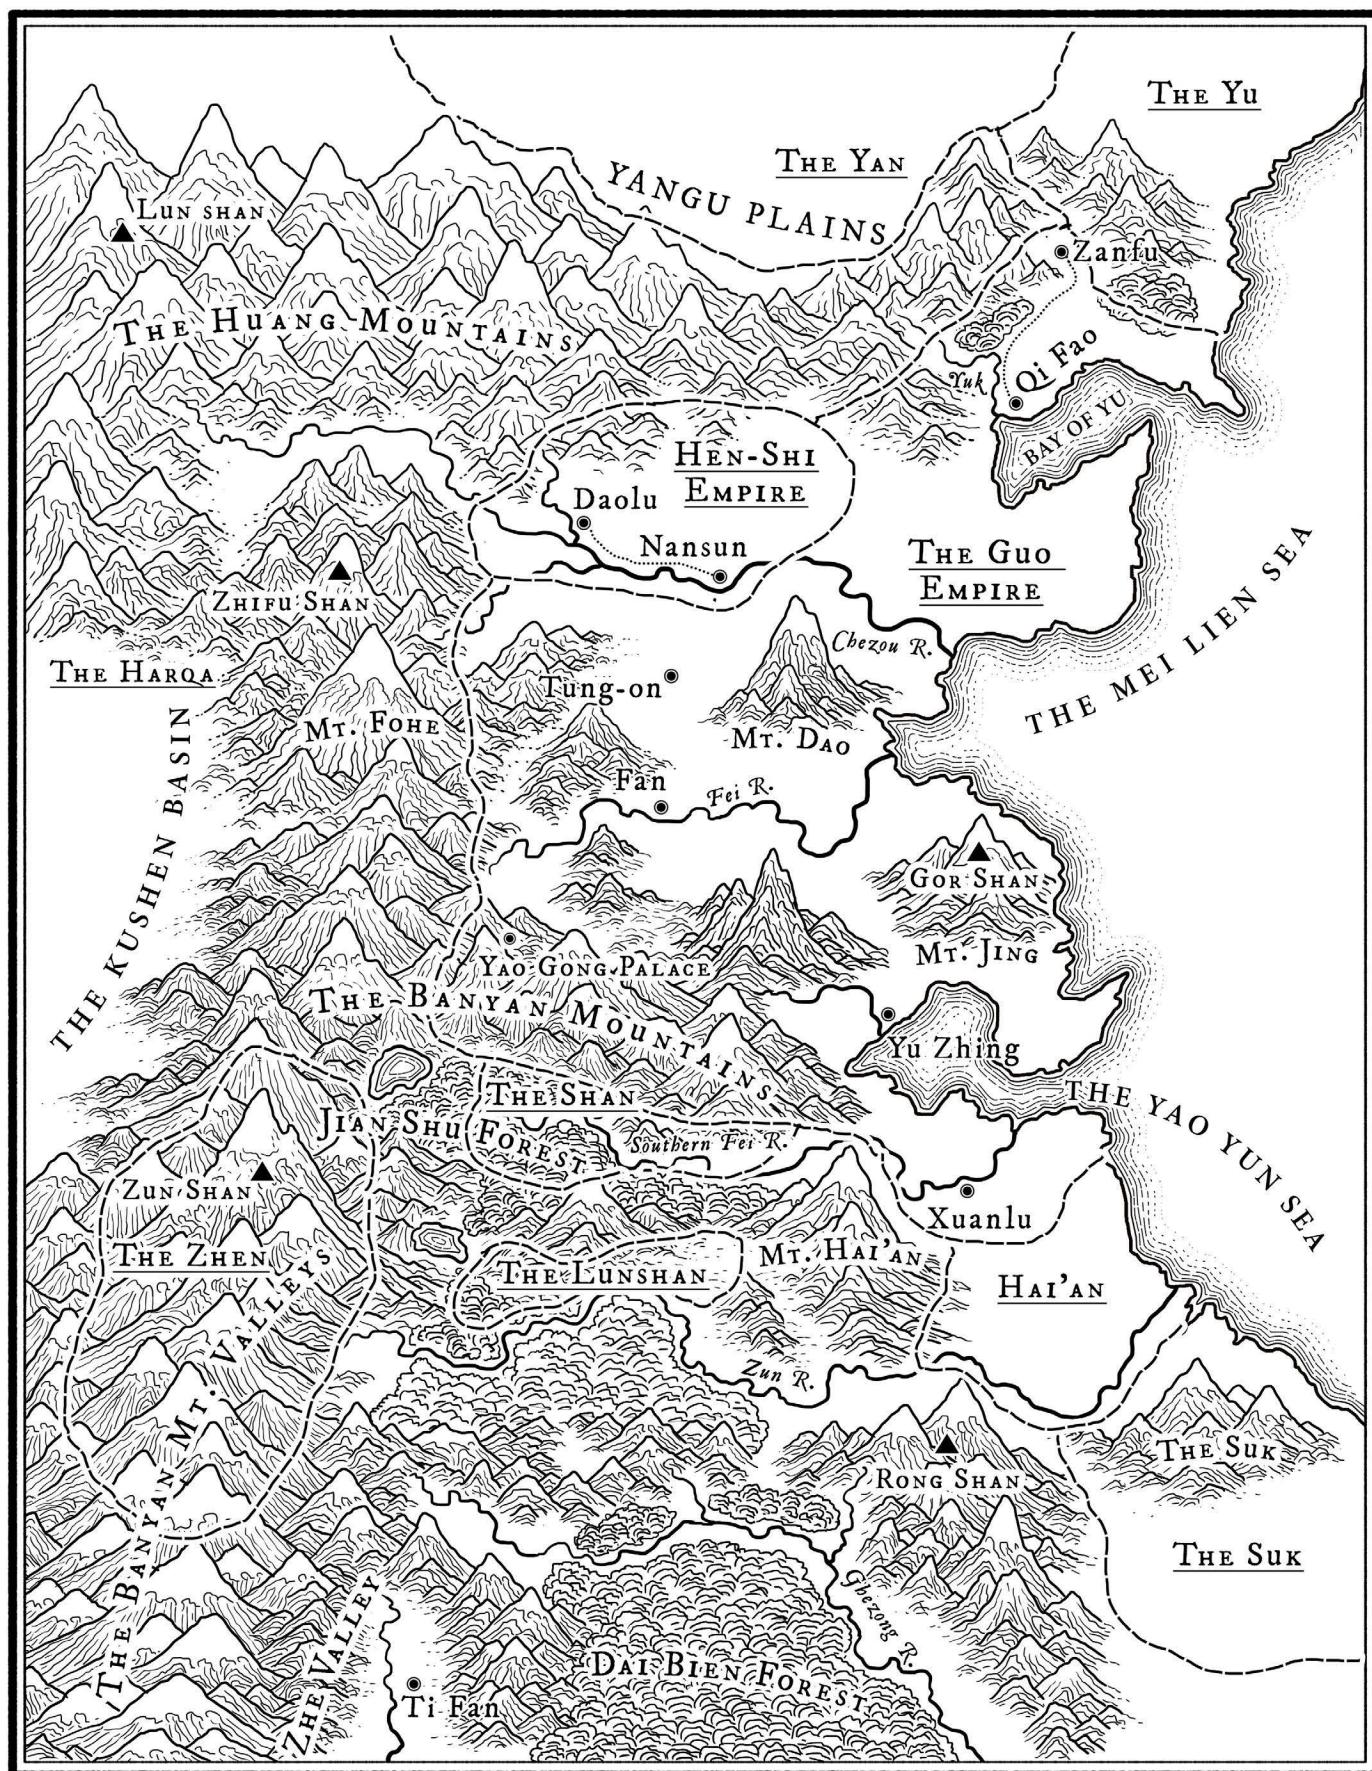 The Yu
The Yan
YANGU PLAINS
Lun Shan
Zanfu
The Huang Mountains
Yuk
Qi Fao
BAY OF YU
Hen-Shi
Empire
Daolu
Nansun
The Guo
Empire
Zhifu Shan
THE MEI LIEN SEA
Chezou R.
The Harqa
Tung-on
Mt. Fohe
Mt. Dao
THE KUSHEN BASIN
Fan
Fei R.
Gor Shan
Mt. Jing
Yao Gong Palace
The Banyan Mountains
Yu Zhing
THE YAO YUN SEA
The Shan
Jian Shu Forest
Southern Fei R.
Zun Shan
Xuanlu
The Zhen
Mt. Hai'an
The Lunshan
Hai'an
The Banyan Mt. Valleys
Zun R.
The Suk
Rong Shan
The Suk
Ghezong R.
Zhe Valley
Dai Bien Forest
Ti Fan